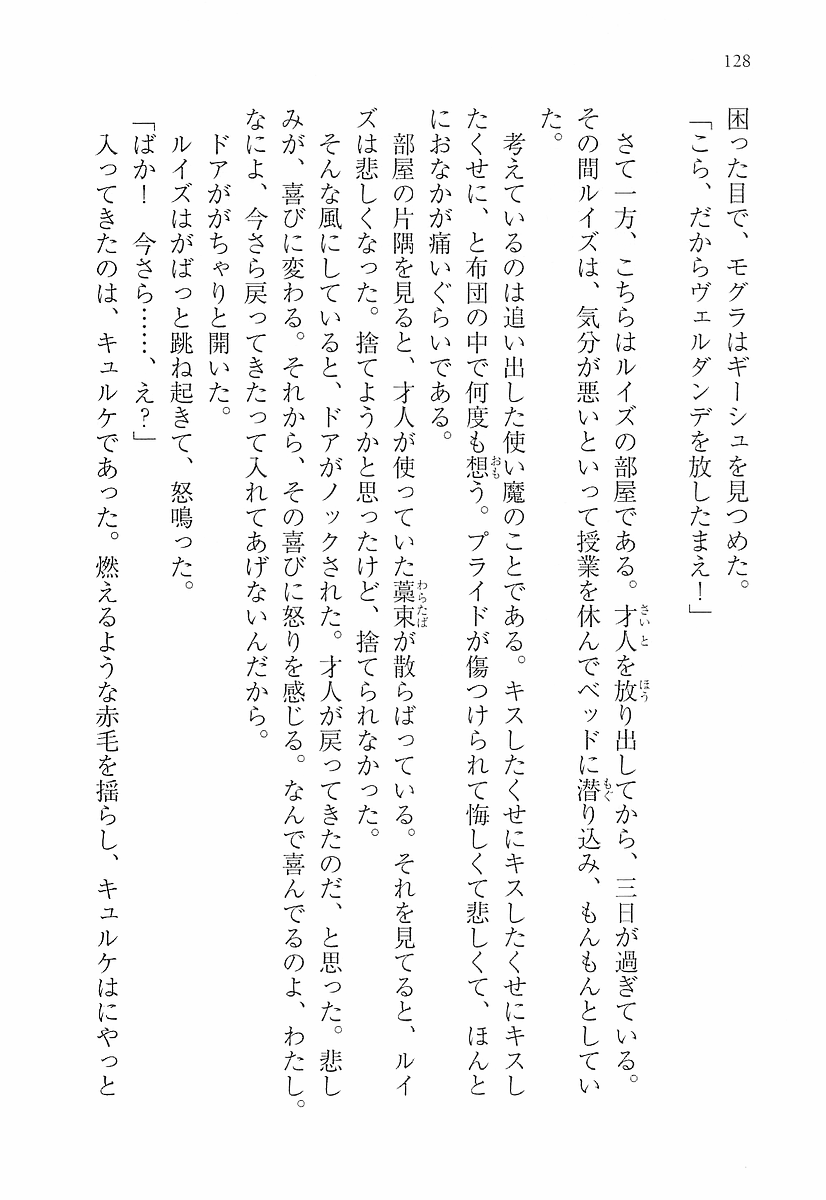 128
困った目で、モグラはギーシュを見つめた。
「こら、だからヴェルダンデを放したまえ！」
さて一方、こちらはルイズの部屋である。才人を放り出してから、三日が過ぎている。
その間ルイズは、気分が悪いといって授業を休んでベッドに潜り込み、もんもんとしてい
た。
考えているのは追い出した使い魔のことである。キスしたくせにキスしたくせにキスし
たくせに、と布団の中で何度も想う。プライドが傷つけられて悔しくて悲しくて、ほんと
におなかが痛いぐらいである。
部屋の片隅を見ると、才人が使っていた藁束が散らばっている。それを見てると、ルイ
ズは悲しくなった。捨てようかと思ったけど、捨てられなかった。
そんな風にしていると、ドアがノックされた。才人が戻ってきたのだ、と思った。悲し
みが、喜びに変わる。それから、その喜びに怒りを感じる。なんで喜んでるのよ、わたし。
なによ、今さら戻ってきたって入れてあげないんだから。
ドアががちゃりと開いた。
ルイズはがばっと跳ね起きて、怒鳴った。
「ばか！　今さら……、え？」
入ってきたのは、キュルケであった。燃えるような赤毛を揺らし、キュルケはにやっと